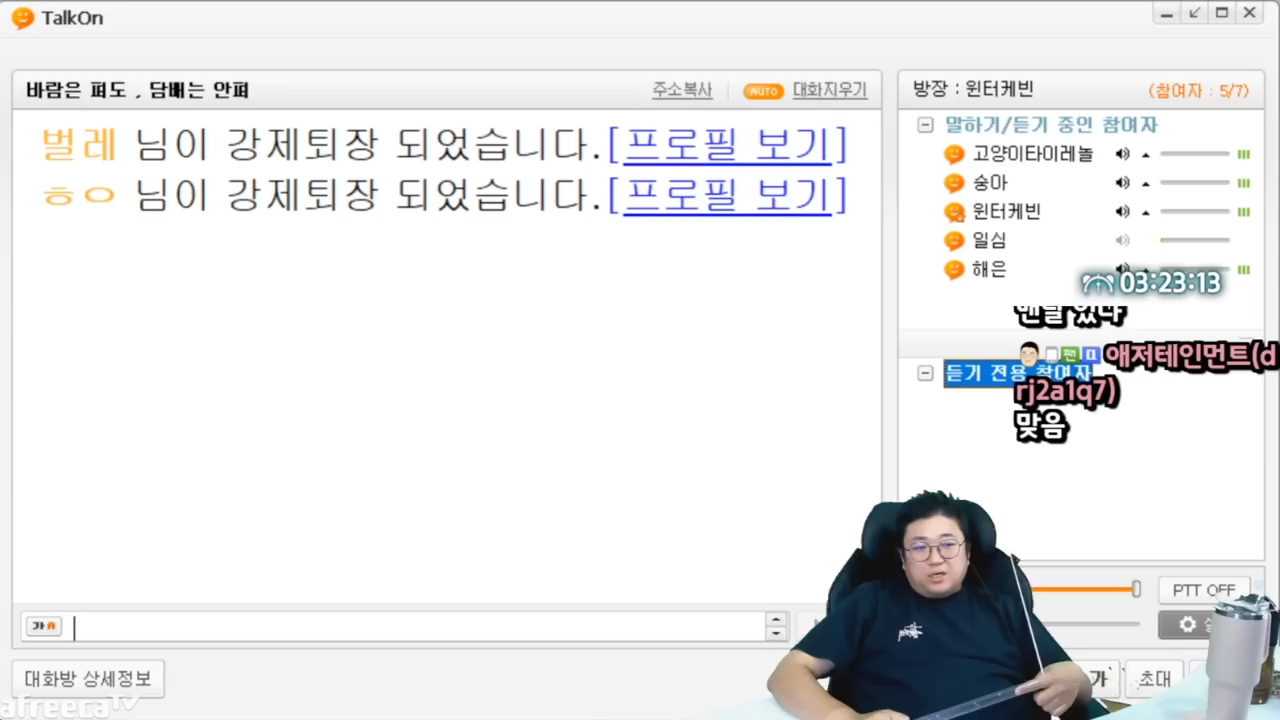 TalkOn
바람은 펴도 , 담배는 안펴
주소복사
AUTO
대화지우기
벌레 님이 강제퇴장 되었습니다.[프로필 보기]
ㅎㅇ 님이 강제퇴장 되었습니다.[프로필 보기]
방장 : 윈터케빈
(참여자 : 5/7)
말하기/듣기 중인 참여자
고양이타이레놀
숭아
윈터케빈
일심
해은
03:23:13
있다
팬
애저테인먼트(d
rj2a1q7)
맞음
듣기 전용 참여자
PTT OFF
가
초대
대화방 상세정보
afreecaTV